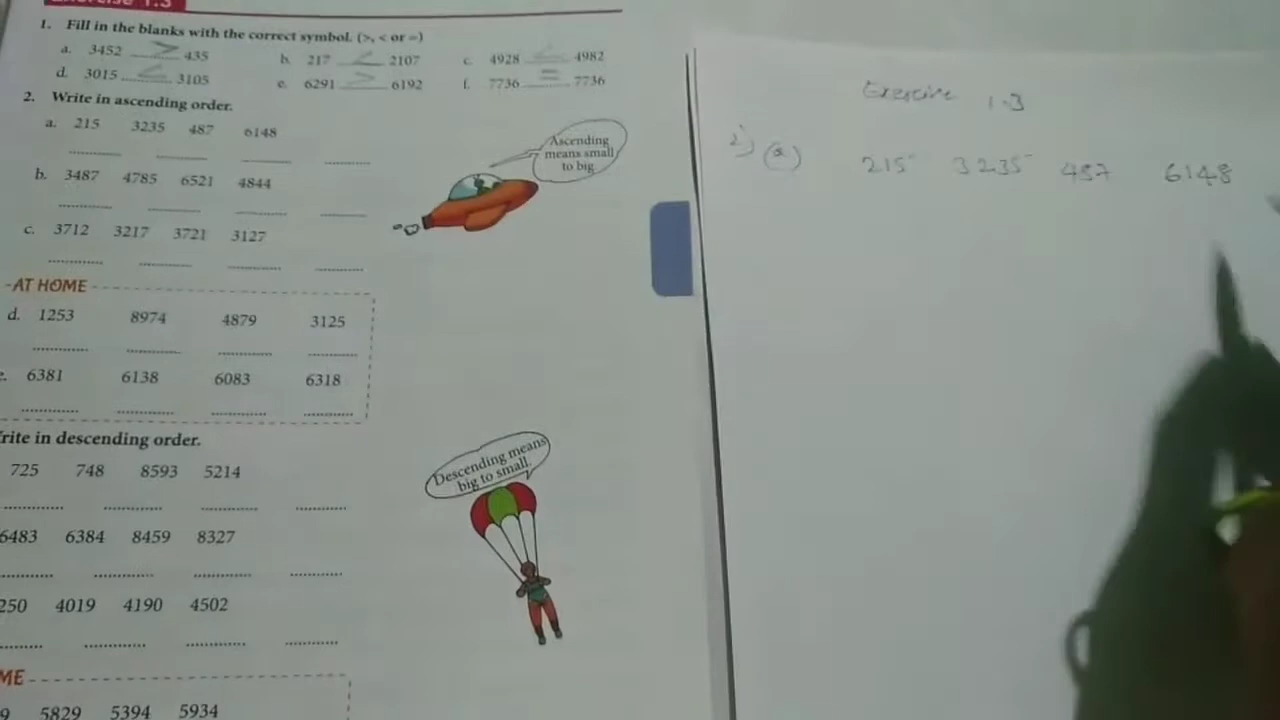 Exercise 1.3
1. Fill in the blanks with the correct symbol. (>, < or =)
a. 3452 > 435 b. 217 < 2107 c. 4928 < 4982
d. 3015 < 3105 e. 6291 > 6192 f. 7736 = 7736
2. Write in ascending order.
a. 215 3235 487 6148
b. 3487 4785 6521 4844
c. 3712 3217 3721 3127
Ascending
means small
to big
-AT HOME
d. 1253 8974 4879 3125
e. 6381 6138 6083 6318
rite in descending order.
725 748 8593 5214
6483 6384 8459 8327
250 4019 4190 4502
Descending means
big to small.
ME
9 5829 5394 5934
Exercise 1.3
2) (a) 215 3235 487 6148